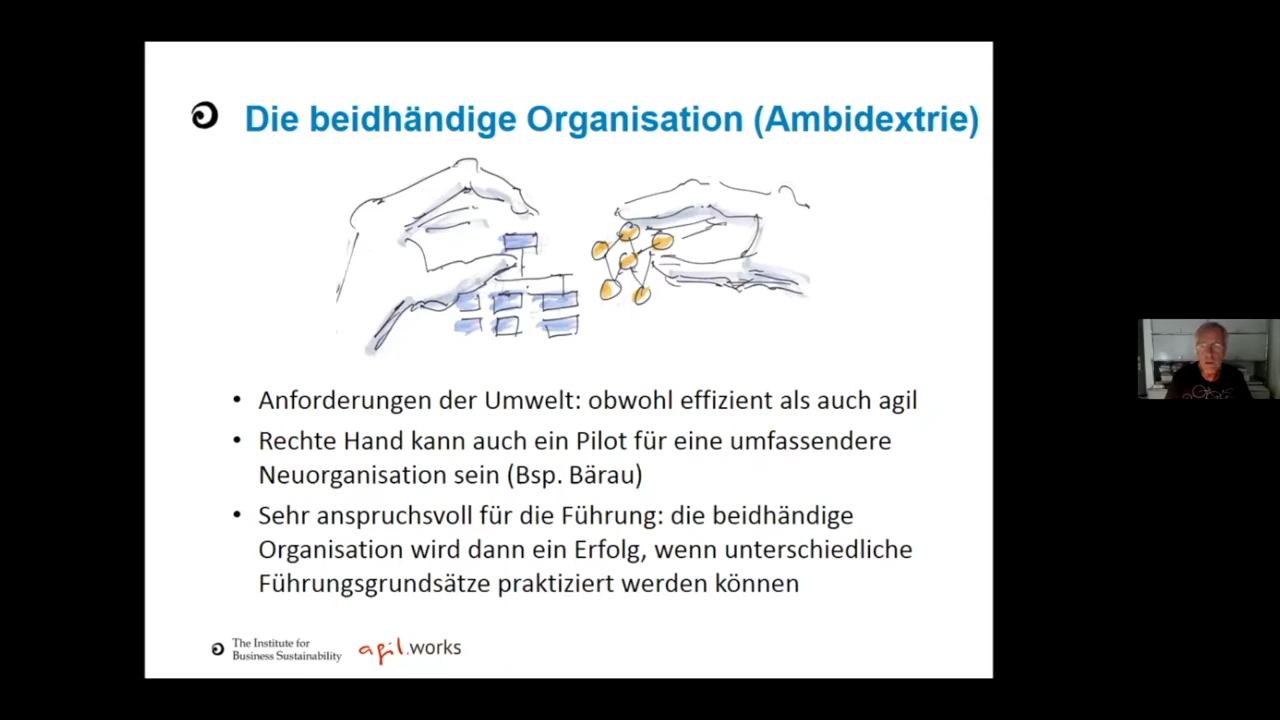 Die beidhändige Organisation (Ambidextrie)
• Anforderungen der Umwelt: obwohl effizient als auch agil
• Rechte Hand kann auch ein Pilot für eine umfassendere
Neuorganisation sein (Bsp. Bärau)
• Sehr anspruchsvoll für die Führung: die beidhändige
Organisation wird dann ein Erfolg, wenn unterschiedliche
Führungsgrundsätze praktiziert werden können
The Institute for
Business Sustainability
agil.works